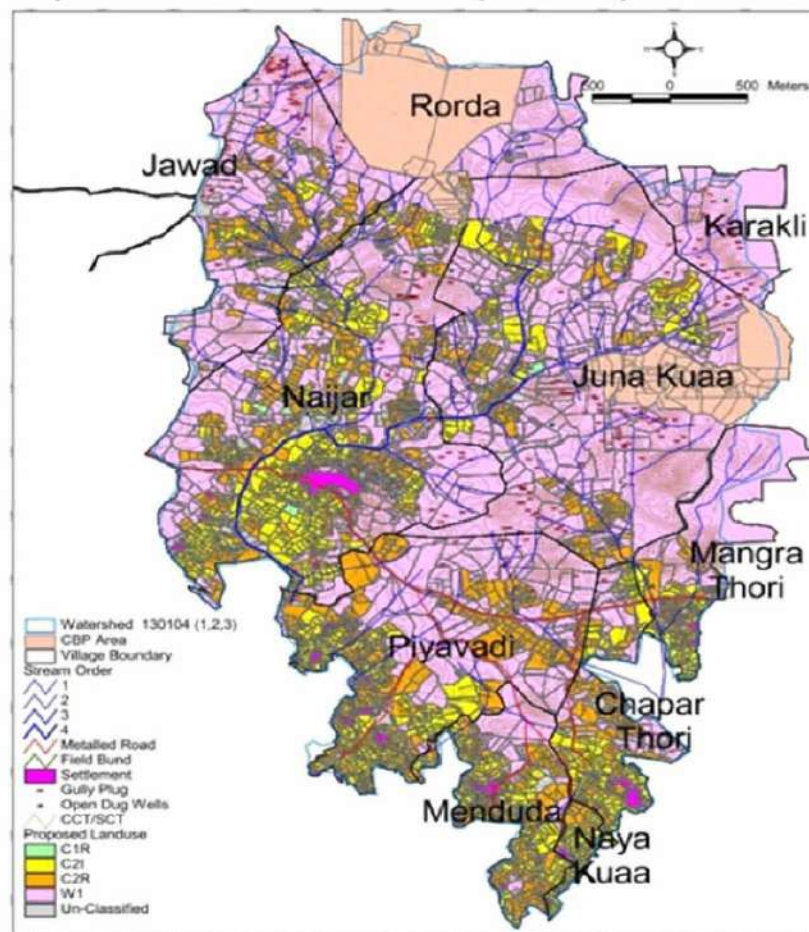 Rorda
500 0 500 Meters
Jawad
Karakli
Juna Kuaa
Naijar
Mangra
Thori
Piyavadi
Chapar
Thori
Menduda
Naya
Kuaa
Watershed 130104 (1,2,3)
CBP Area
Village Boundary
Stream Order
1
2
3
4
Metalled Road
Field Bund
Settlement
Gully Plug
Open Dug Wells
CCT/SCT
Proposed Landuse
C1R
C2I
C2R
W1
Un-Classified